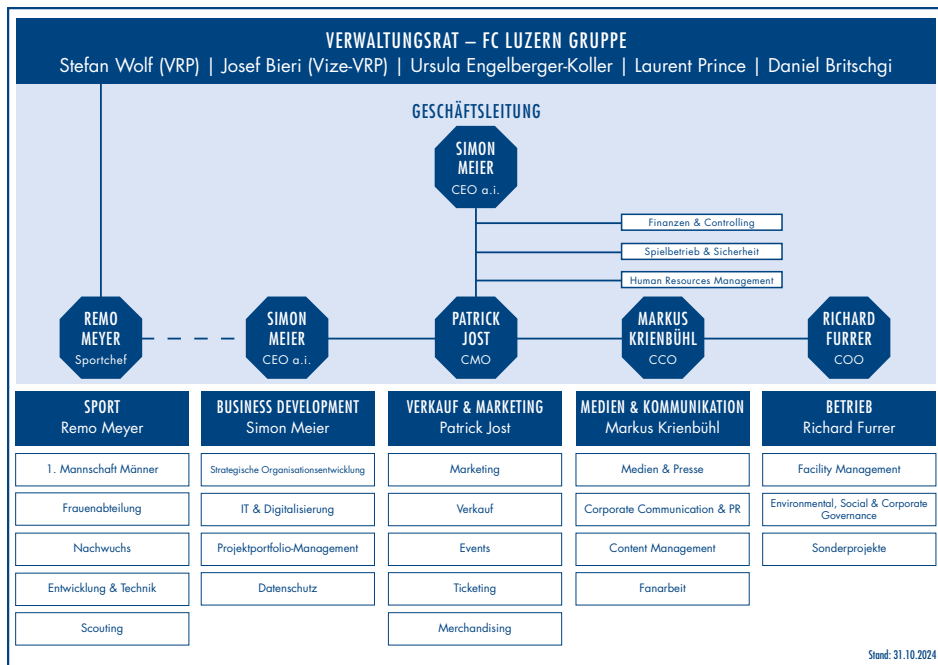 VERWALTUNGSRAT – FC LUZERN GRUPPE
Stefan Wolf (VRP) | Josef Bieri (Vize-VRP) | Ursula Engelberger-Koller | Laurent Prince | Daniel Britschgi
GESCHÄFTSLEITUNG
SIMON
MEIER
CEO a.i.
Finanzen & Controlling
Spielbetrieb & Sicherheit
Human Resources Management
REMO
MEYER
Sportchef
SIMON
MEIER
CEO a.i.
PATRICK
JOST
CMO
MARKUS
KRIENBÜHL
CCO
RICHARD
FURRER
COO
SPORT
Remo Meyer
1. Mannschaft Männer
Frauenabteilung
Nachwuchs
Entwicklung & Technik
Scouting
BUSINESS DEVELOPMENT
Simon Meier
Strategische Organisationsentwicklung
IT & Digitalisierung
Projektportfolio-Management
Datenschutz
VERKAUF & MARKETING
Patrick Jost
Marketing
Verkauf
Events
Ticketing
Merchandising
MEDIEN & KOMMUNIKATION
Markus Krienbühl
Medien & Presse
Corporate Communication & PR
Content Management
Fanarbeit
BETRIEB
Richard Furrer
Facility Management
Environmental, Social & Corporate
Governance
Sonderprojekte
Stand: 31.10.2024